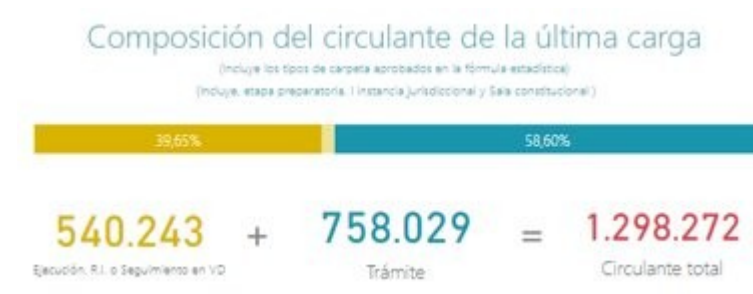 Composición del circulante de la última carga
(Incluye los tipos de carpeta aprobados en la fórmula estadística)
(Incluye, etapa preparatoria, I instancia jurisdiccional y Sala constitucional)
39,65% 58,60%
540.243 + 758.029 = 1.298.272
Ejecución, R.I. o Seguimiento en VD Trámite Circulante total